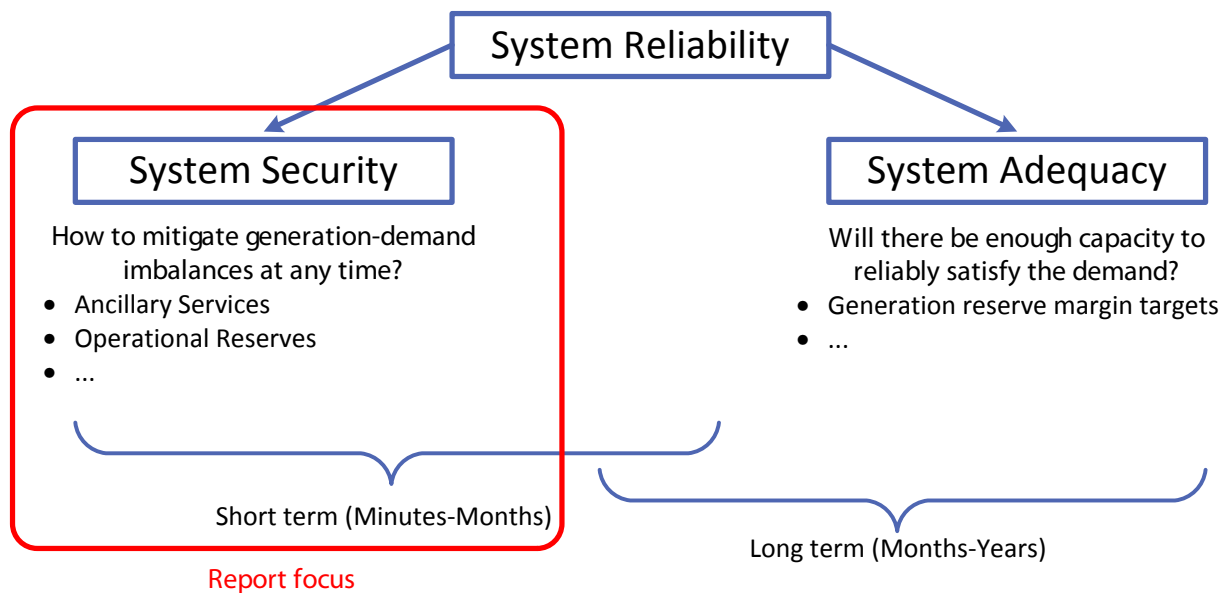 System Reliability
System Security
How to mitigate generation-demand
imbalances at any time?
• Ancillary Services
• Operational Reserves
• ...
System Adequacy
Will there be enough capacity to
reliably satisfy the demand?
• Generation reserve margin targets
• ...
Short term (Minutes-Months)
Long term (Months-Years)
Report focus